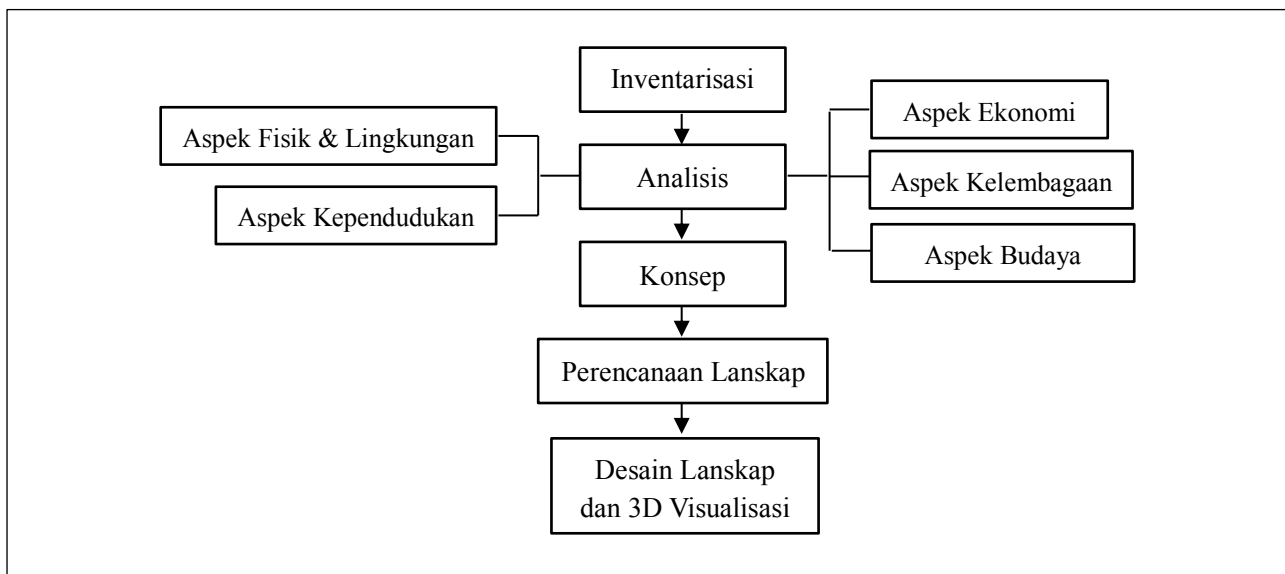 Inventarisasi
Aspek Ekonomi
Aspek Fisik & Lingkungan
Analisis
Aspek Kelembagaan
Aspek Kependudukan
Aspek Budaya
Konsep
Perencanaan Lanskap
Desain Lanskap
dan 3D Visualisasi